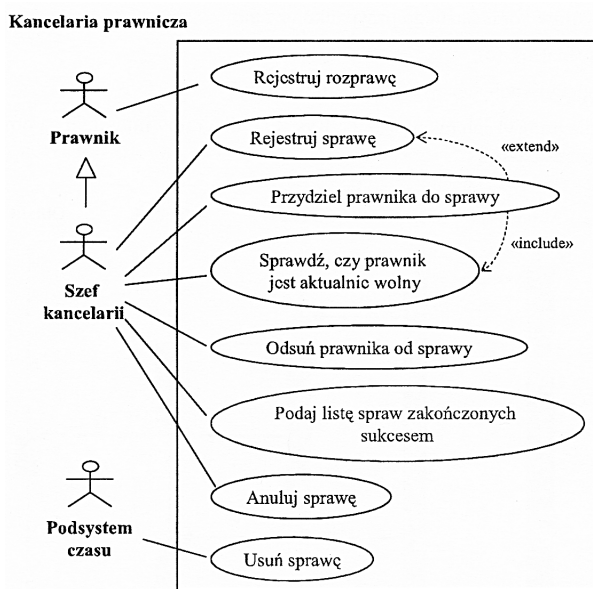 Kancelaria prawnicza
Rejestruj rozprawę
Prawnik
Rejestruj sprawę
«extend»
Przydziel prawnika do sprawy
«include»
Sprawdź, czy prawnik
jest aktualnie wolny
Szef
kancelarii
Odsuń prawnika od sprawy
Podaj listę spraw zakończonych
sukcesem
Anuluj sprawę
Podsystem
czasu
Usuń sprawę